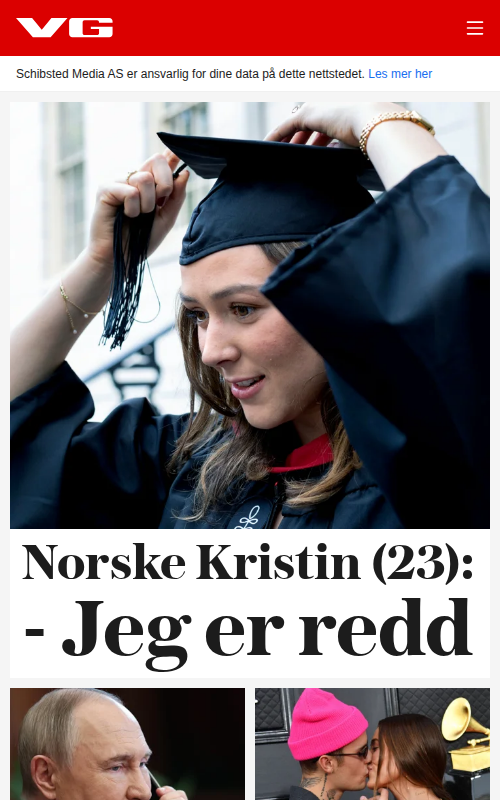 VG
Schibsted Media AS er ansvarlig for dine data på dette nettstedet. Les mer her
Norske Kristin (23):
- Jeg er redd